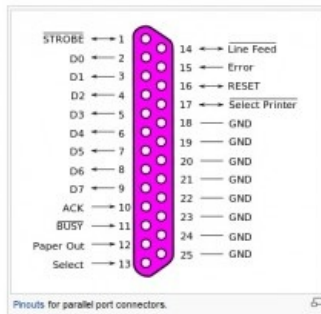 STROBE 1
D0 2
D1 3
D2 4
D3 5
D4 6
D5 7
D6 8
D7 9
ACK 10
BUSY 11
Paper Out 12
Select 13
14 Line Feed
15 Error
16 RESET
17 Select Printer
18 GND
19 GND
20 GND
21 GND
22 GND
23 GND
24 GND
25 GND
Pinouts for parallel port connectors.